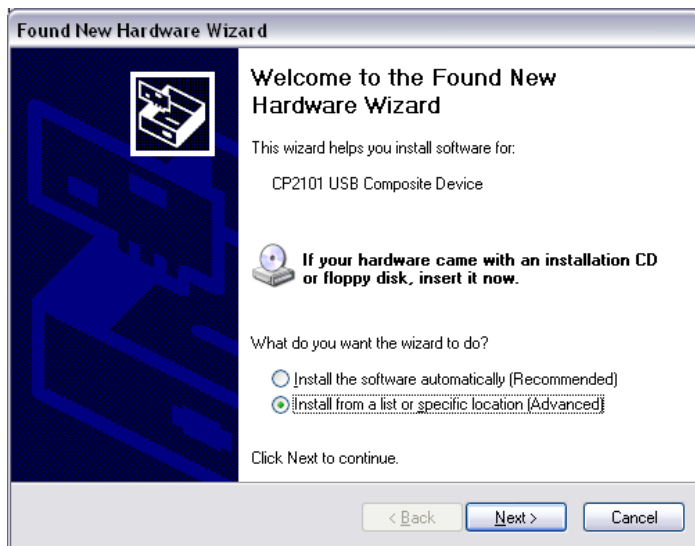 Found New Hardware Wizard
Welcome to the Found New
Hardware Wizard
This wizard helps you install software for:
CP2101 USB Composite Device
If your hardware came with an installation CD
or floppy disk, insert it now.
What do you want the wizard to do?
Install the software automatically (Recommended)
Install from a list or specific location (Advanced)
Click Next to continue.
< Back
Next >
Cancel